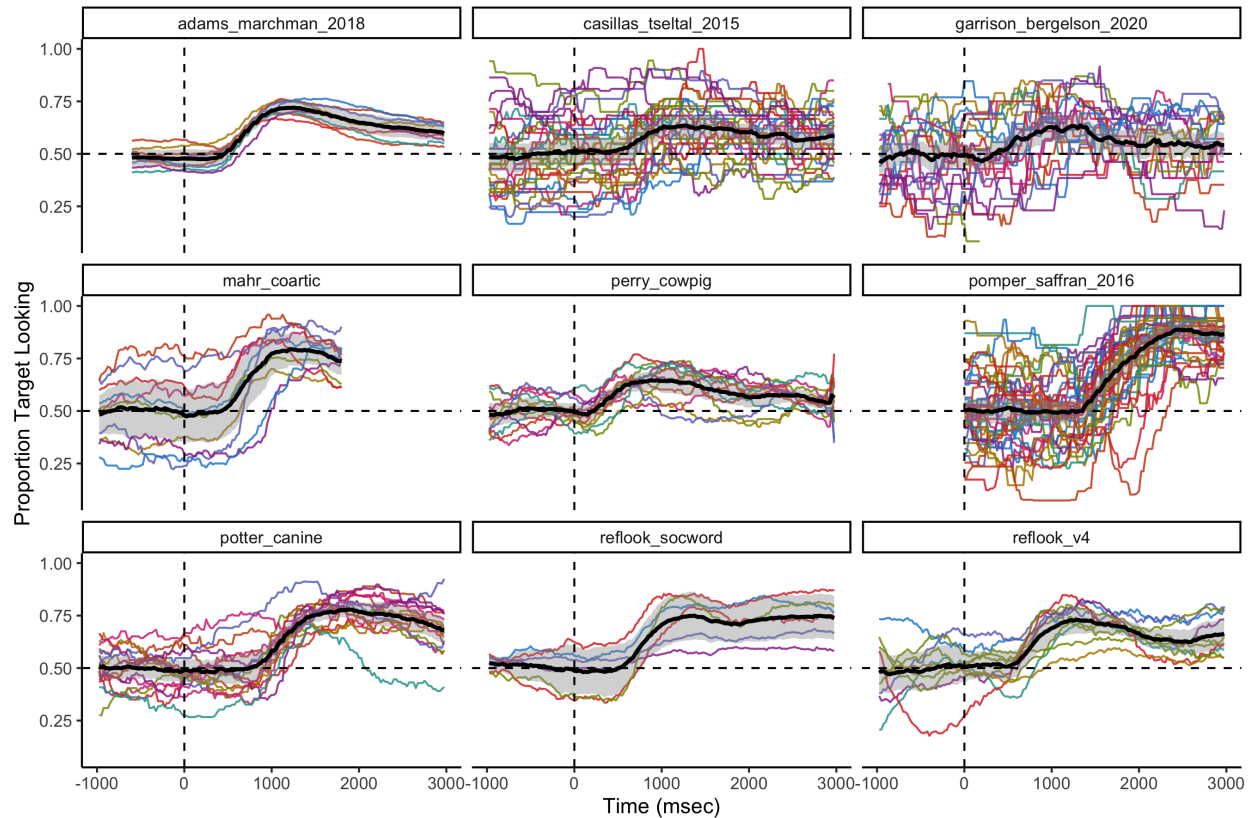 adams_marchman_2018 casillas_tseltal_2015 garrison_bergelson_2020
1.00
0.75
0.50
0.25
mahr_coartic perry_cowpig pomper_saffran_2016
1.00
0.75
0.50
0.25
Proportion Target Looking
potter_canine reflook_socword reflook_v4
1.00
0.75
0.50
0.25
-1000 0 1000 2000 3000 -1000 0 1000 2000 3000 -1000 0 1000 2000 3000
Time (msec)